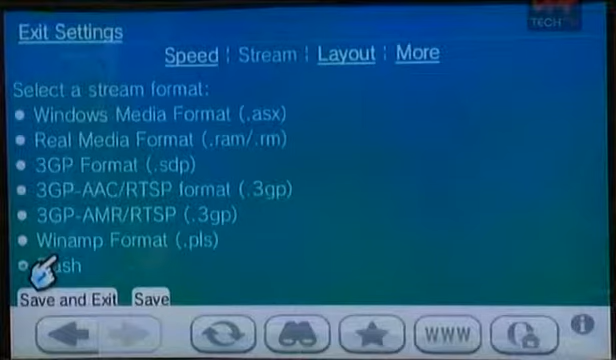 TECH
Exit Settings
Speed ¦ Stream ¦ Layout ¦ More
Select a stream format:
Windows Media Format (.asx)
Real Media Format (.ram/.rm)
3GP Format (.sdp)
3GP-AAC/RTSP format (.3gp)
3GP-AMR/RTSP (.3gp)
Winamp Format (.pls)
ash
Save and Exit Save
WWW
i